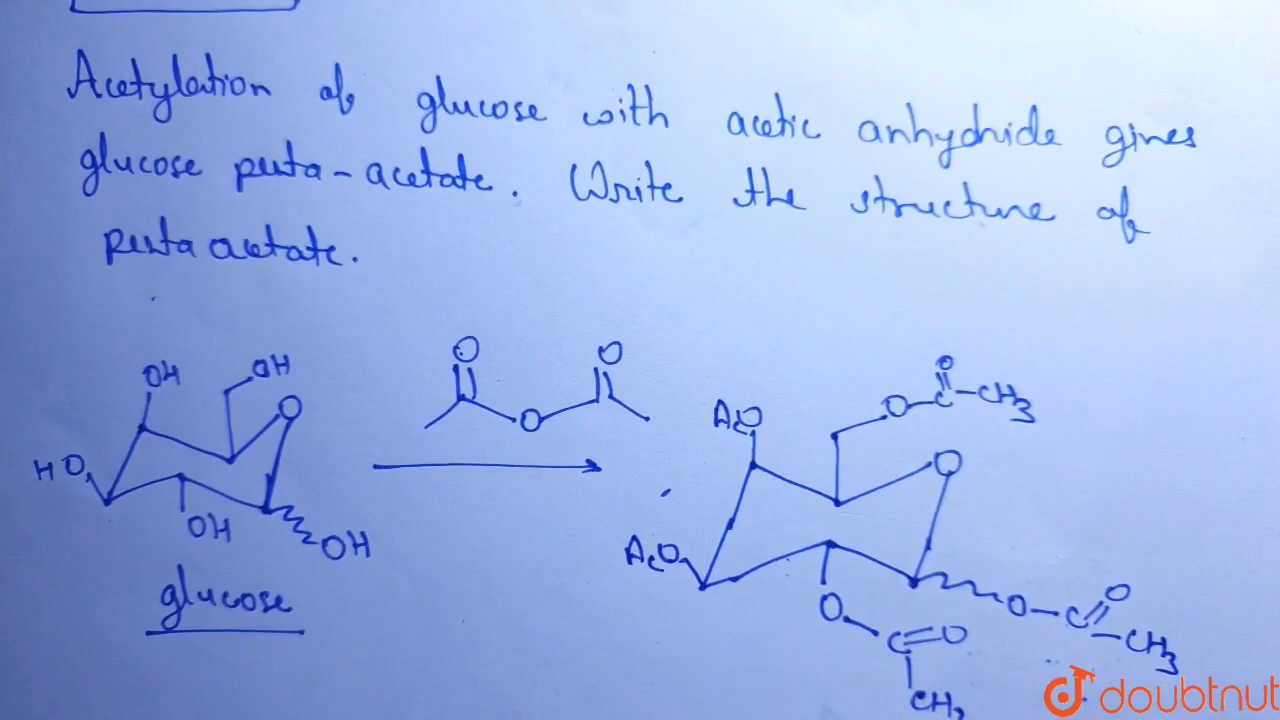 Acetylation of glucose with acetic anhydride gives
glucose penta-acetate. Write the structure of
penta acetate.
OH
OH
O
HO
OH
OH
glucose
O
O
O
AcO
O
O
C
CH3
O
AcO
O
C
O
CH3
O
C
O
CH3
doubtnut